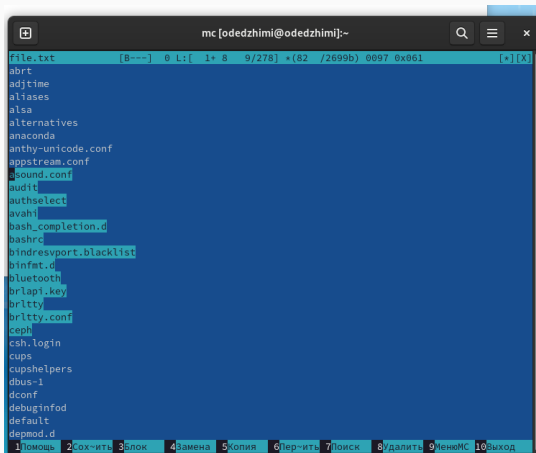 mc [odedzhimi@odedzhimi]:~
file.txt [B---] 0 L:[ 1+ 8 9/278] *(82 /2699b) 0097 0x061 [*][X]
abrt
adjtime
aliases
alsa
alternatives
anaconda
anthy-unicode.conf
appstream.conf
asound.conf
audit
authselect
avahi
bash_completion.d
bashrc
bindresvport.blacklist
binfmt.d
bluetooth
brlapi.key
brltty
brltty.conf
ceph
csh.login
cups
cupshelpers
dbus-1
dconf
debuginfod
default
depmod.d
1Помощь 2Сох~ить 3Блок 4Замена 5Копия 6Пер~ить 7Поиск 8Удалить 9МенюMC 10Выход